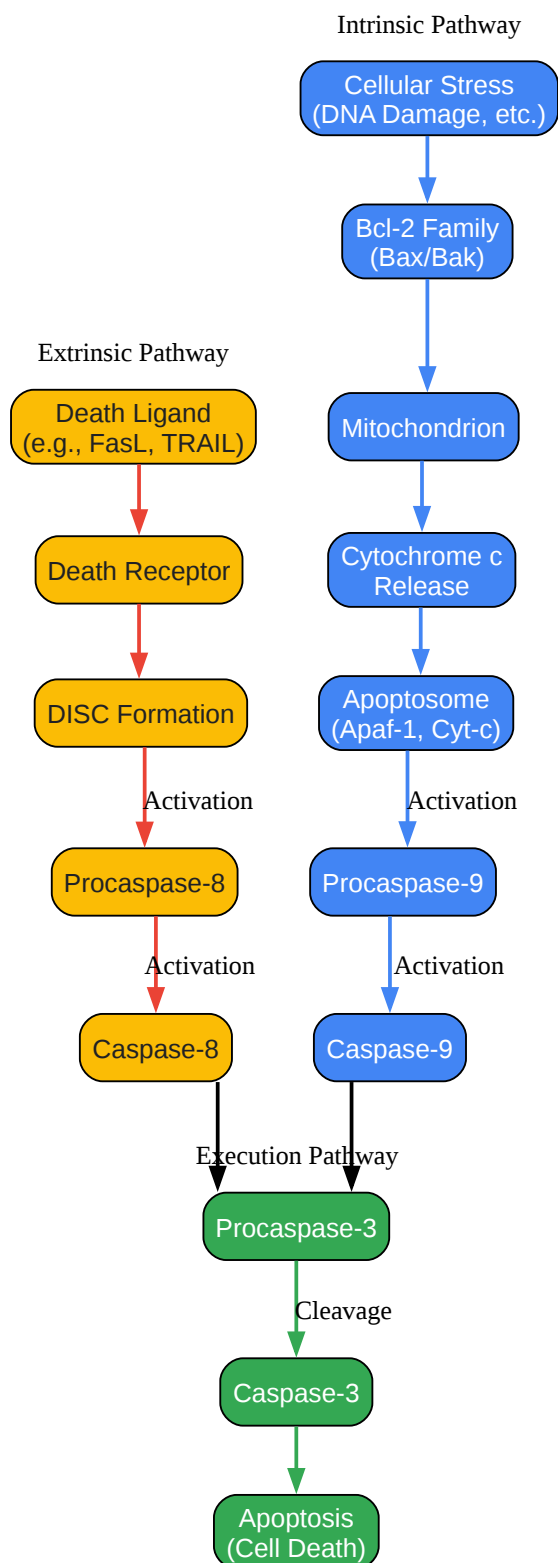 Intrinsic Pathway
Cellular Stress
(DNA Damage, etc.)
Bcl-2 Family
(Bax/Bak)
Extrinsic Pathway
Death Ligand
(e.g., FasL, TRAIL)
Mitochondrion
Death Receptor
Cytochrome c
Release
DISC Formation
Apoptosome
(Apaf-1, Cyt-c)
Activation
Activation
Procaspase-8
Procaspase-9
Activation
Activation
Caspase-8
Caspase-9
Execution Pathway
Procaspase-3
Cleavage
Caspase-3
Apoptosis
(Cell Death)